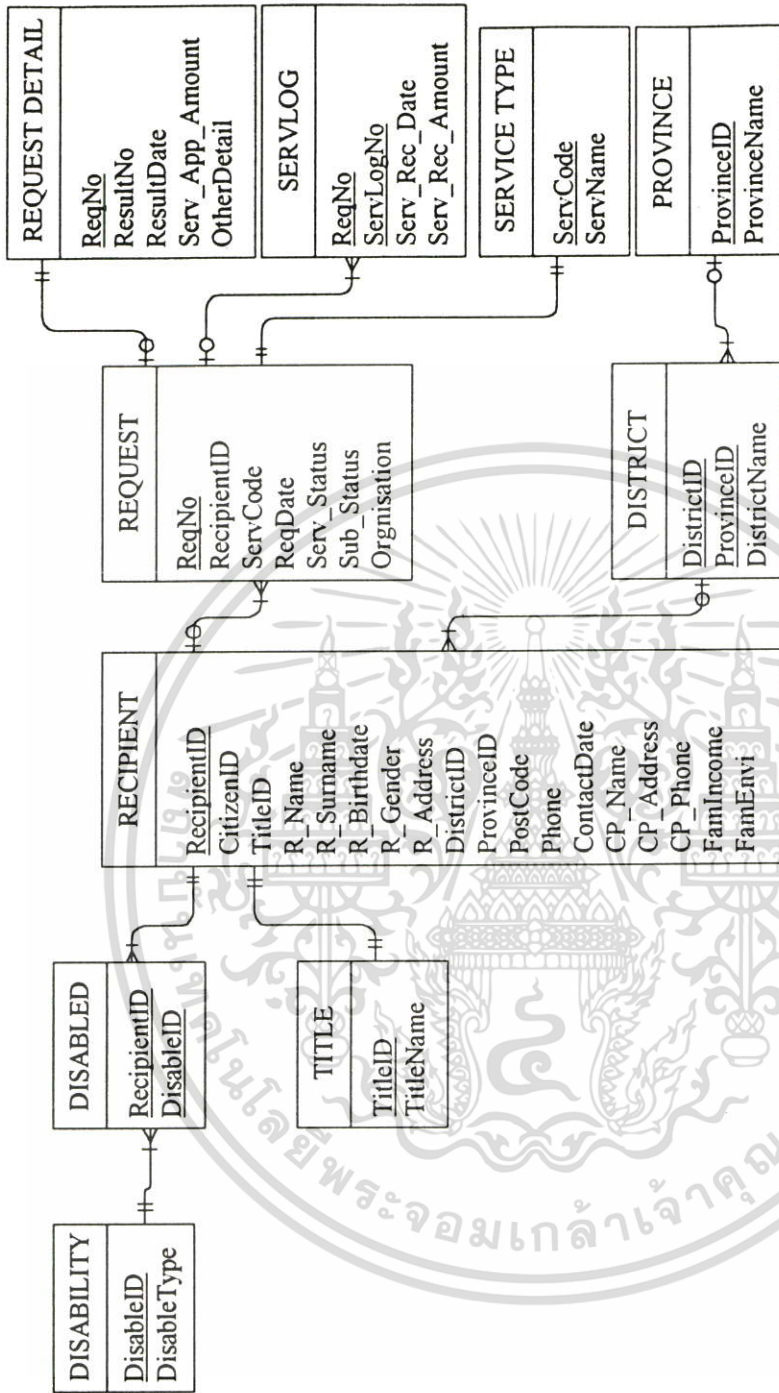 DISABILITY
DisableID
DisableType
DISABLED
RecipientID
DisableID
TITLE
TitleID
TitleName
RECIPIENT
RecipientID
CitizenID
TitleID
R_Name
R_Surname
R_Birthdate
R_Gender
R_Address
DistrictID
ProvinceID
PostCode
Phone
ContactDate
CP_Name
CP_Address
CP_Phone
FamIncome
FamEnvi
REQUEST
ReqNo
RecipientID
ServCode
ReqDate
Serv_Status
Sub_Status
Orgnisation
DISTRICT
DistrictID
ProvinceID
DistrictName
REQUEST DETAIL
ReqNo
ResultNo
ResultDate
Serv_App_Amount
OtherDetail
SERVLOG
ReqNo
ServLogNo
Serv_Rec_Date
Serv_Rec_Amount
SERVICE TYPE
ServCode
ServName
PROVINCE
ProvinceID
ProvinceName